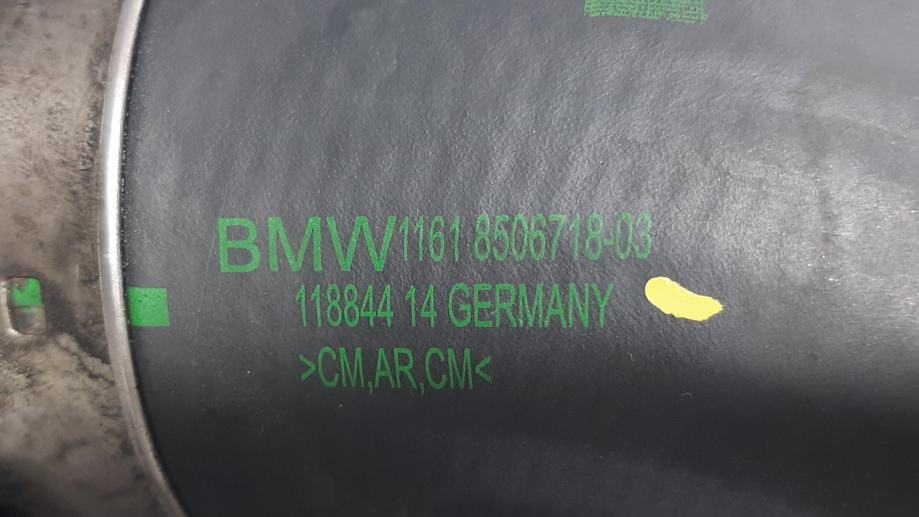 BMW 1161 8506718-03
118844 14 GERMANY
>CM,AR,CM<